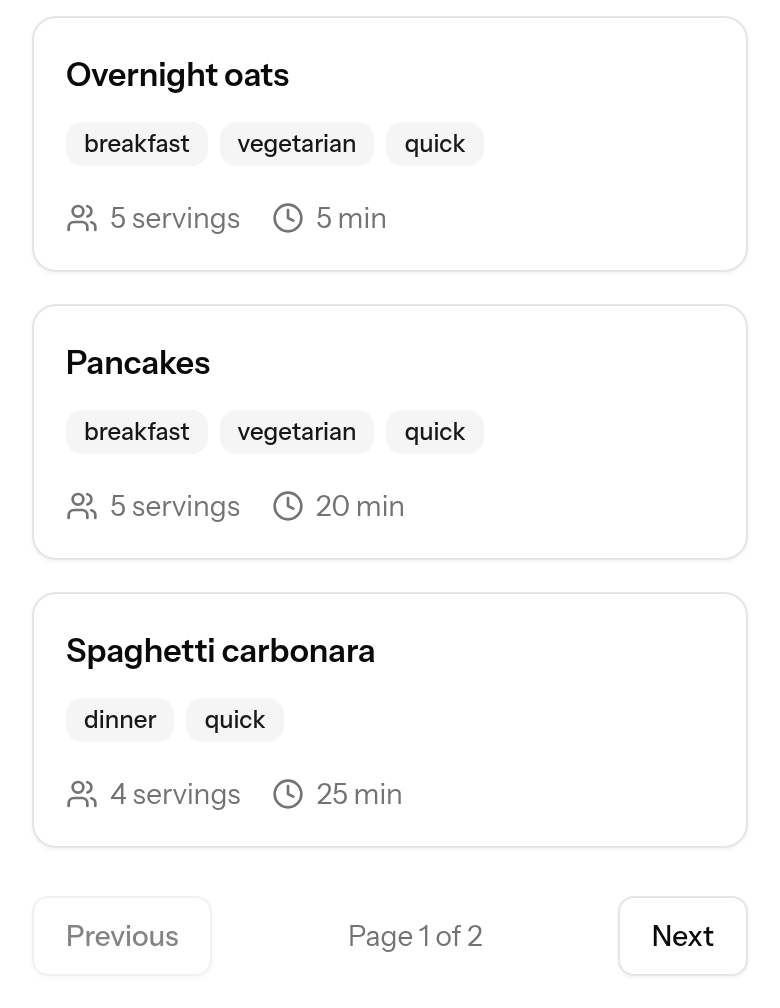 Overnight oats
breakfast vegetarian quick
5 servings 5 min
Pancakes
breakfast vegetarian quick
5 servings 20 min
Spaghetti carbonara
dinner quick
4 servings 25 min
Previous Page 1 of 2 Next